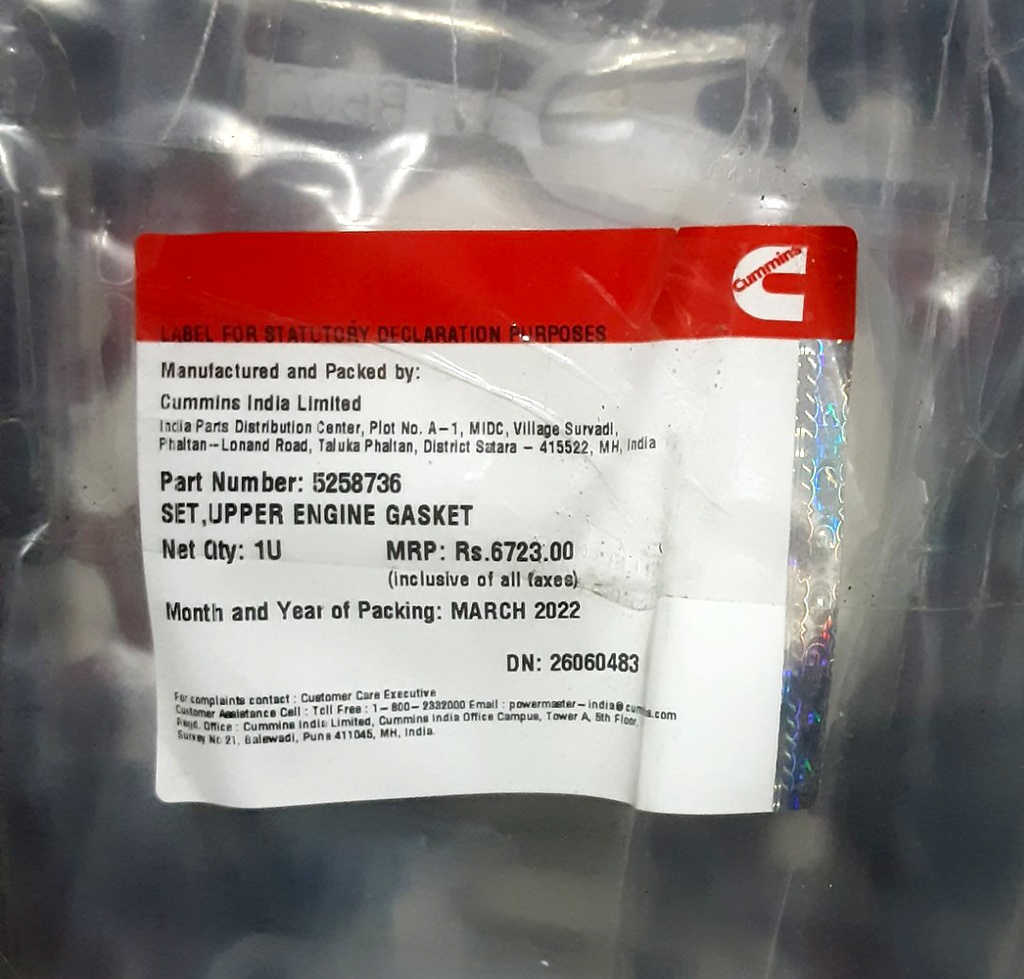 Cummins
LABEL FOR STATUTORY DECLARATION PURPOSES
Manufactured and Packed by:
Cummins India Limited
India Parts Distribution Center, Plot No. A-1, MIDC, Village Survadi,
Phaltan--Lonand Road, Taluka Phaltan, District Satara - 415522, MH, India
Part Number: 5258736
SET,UPPER ENGINE GASKET
Net Qty: 1U MRP: Rs.6723.00
(inclusive of all taxes)
Month and Year of Packing: MARCH 2022
DN: 26060483
For complaints contact : Customer Care Executive
Customer Assistance Cell : Toll Free : 1-800-2332000 Email : powermaster-india@
Regd. Office : Cummins India Limited, Cummins India Office Campus, Tower A, 5th Floor,
Survey No 21, Balewadi, Pune 411045, MH, India.